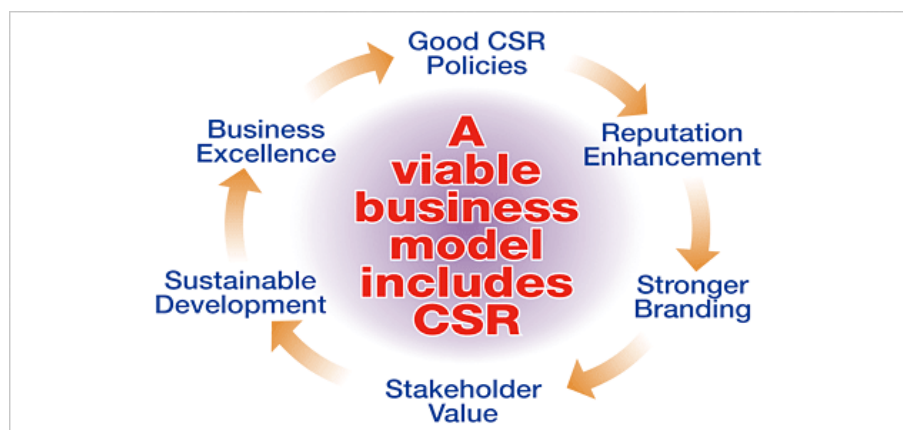 Good CSR
Policies
Reputation
Enhancement
Stronger
Branding
Stakeholder
Value
Sustainable
Development
Business
Excellence
A
viable
business
model
includes
CSR